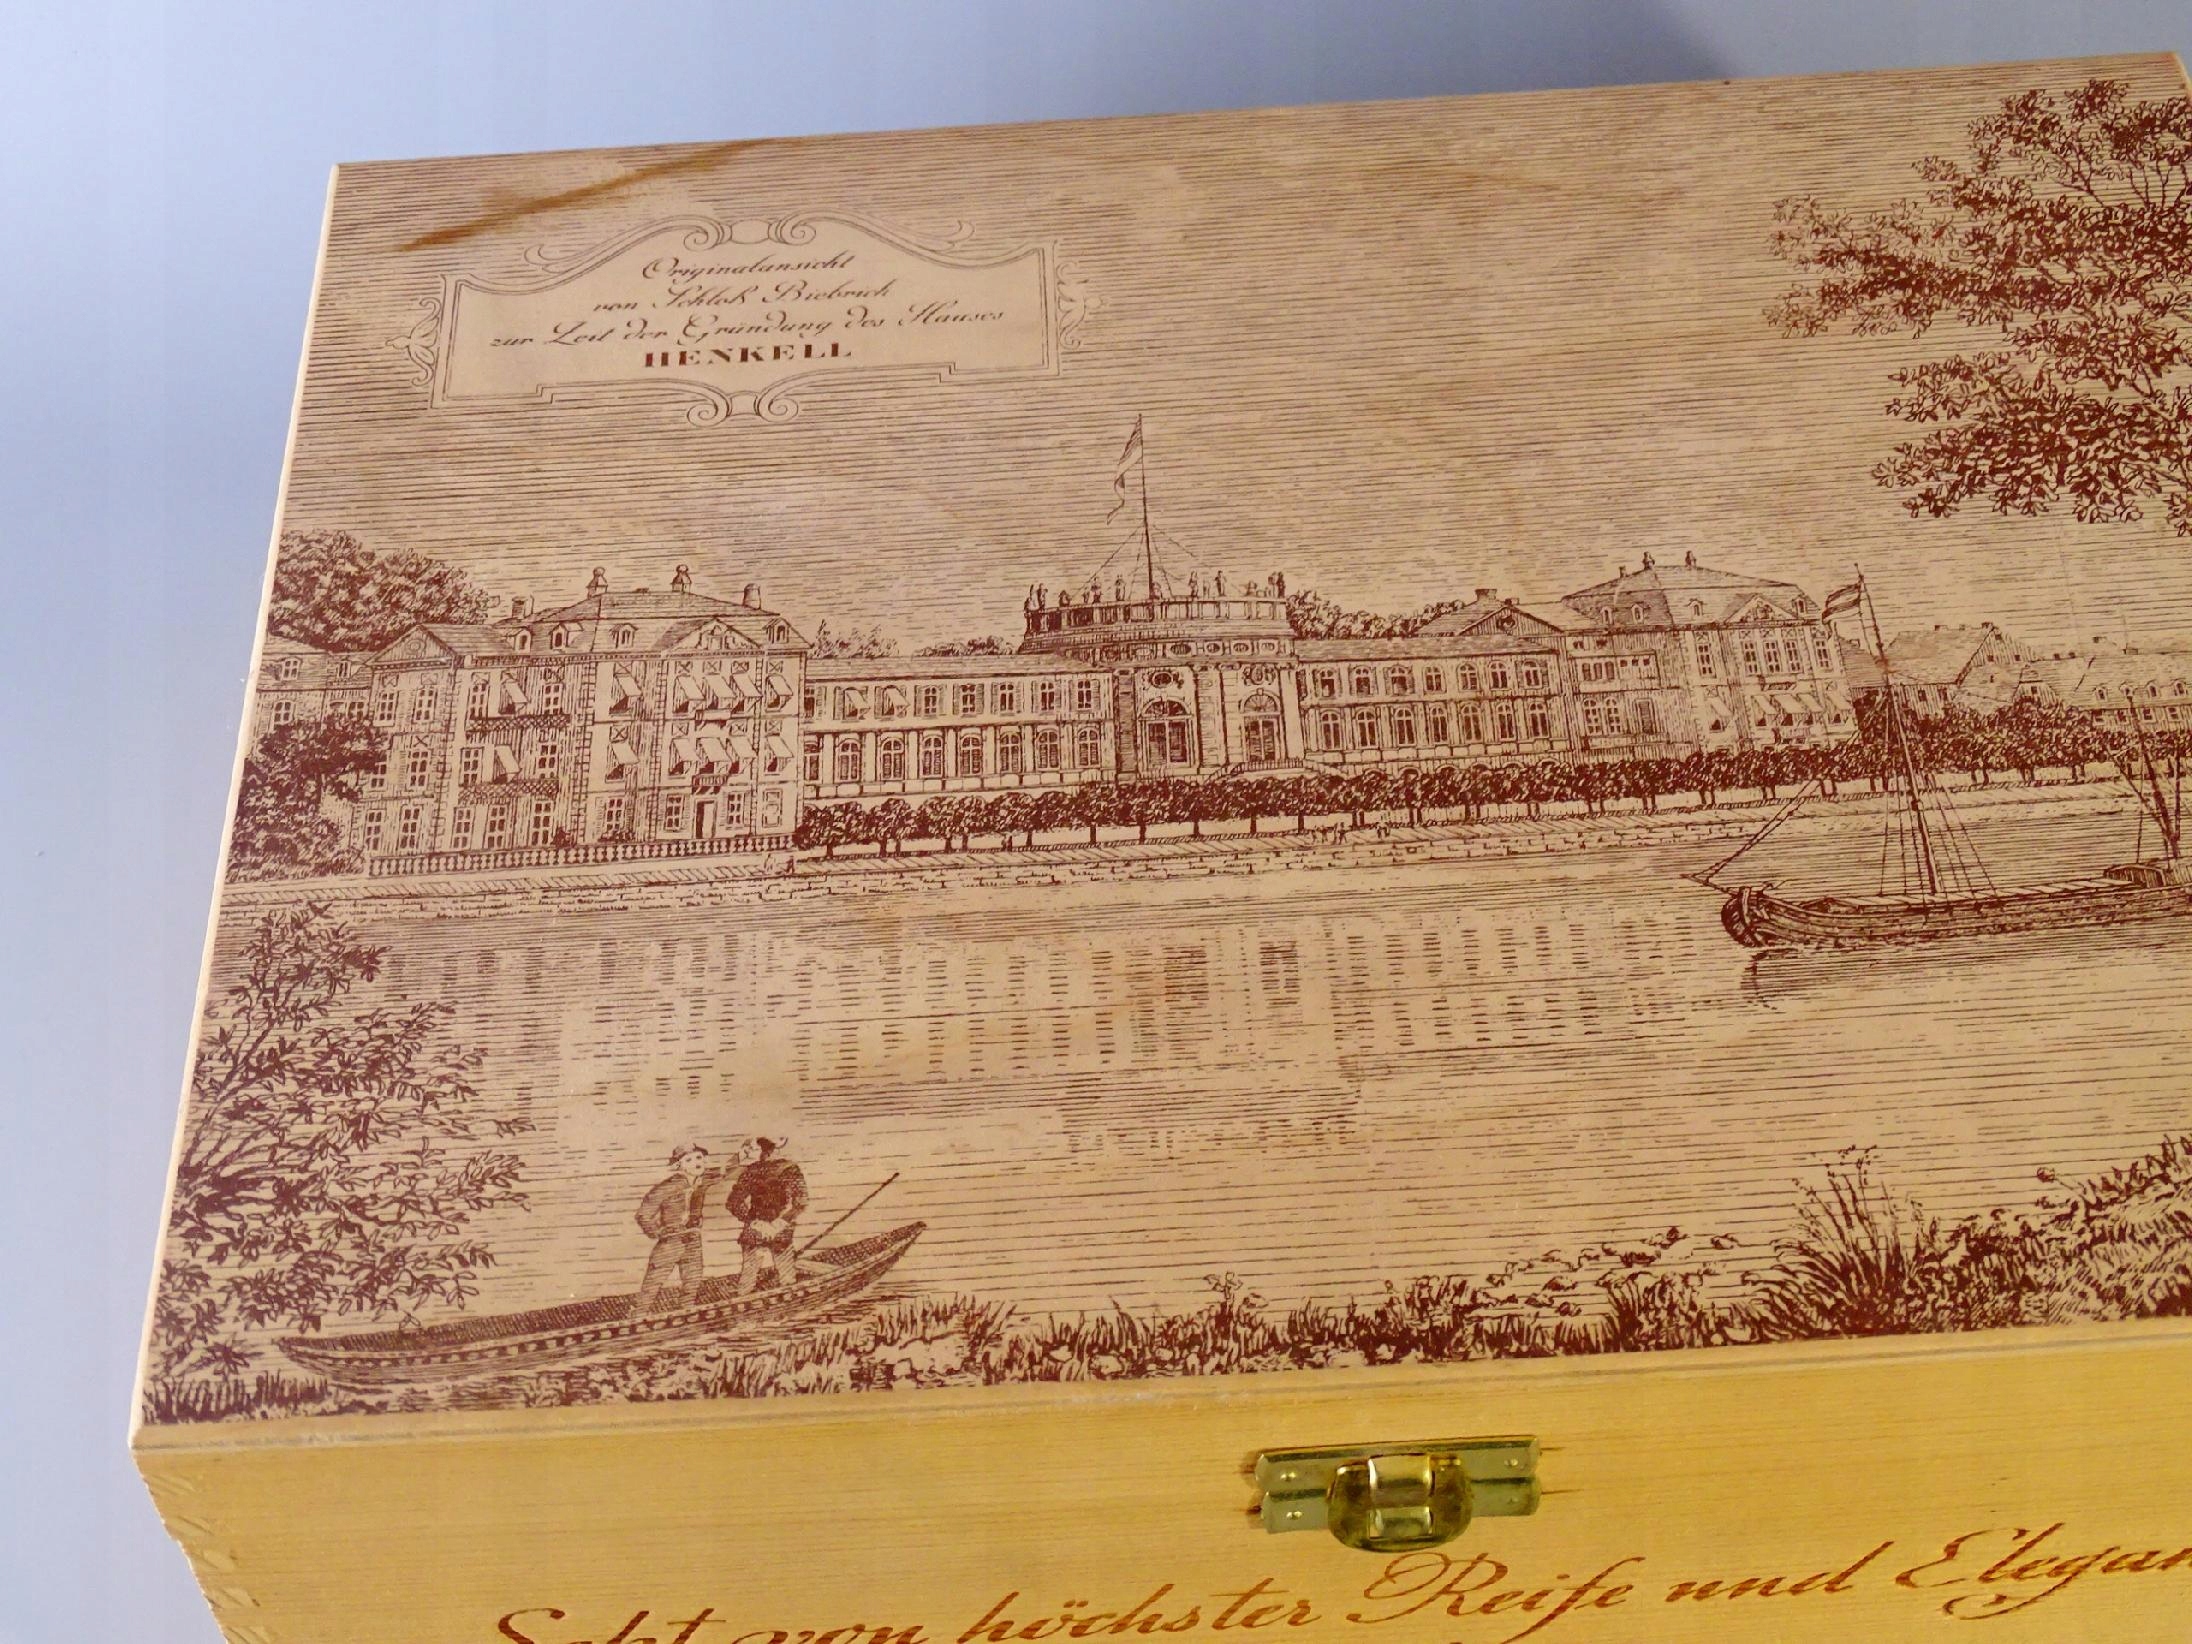 Originalansicht
von Schloß Biebrich
zur Zeit der Gründung des Hauses
HENKELL
Sekt von höchster Reife und Elegan